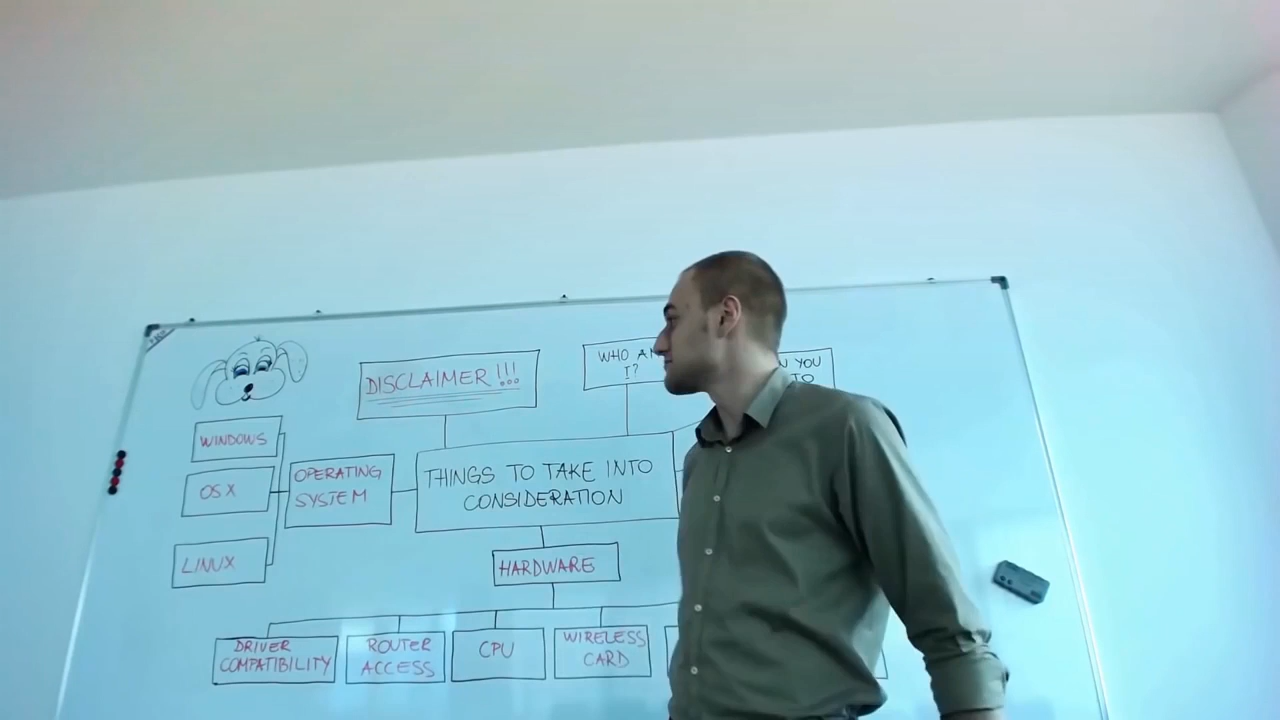 DISCLAIMER!!!
WHO
I?
YOU
TO
WINDOWS
OSX
LINUX
OPERATING
SYSTEM
THINGS TO TAKE INTO
CONSIDERATION
HARDWARE
DRIVER
COMPATIBILITY
ROUTER
ACCESS
CPU
WIRELESS
CARD